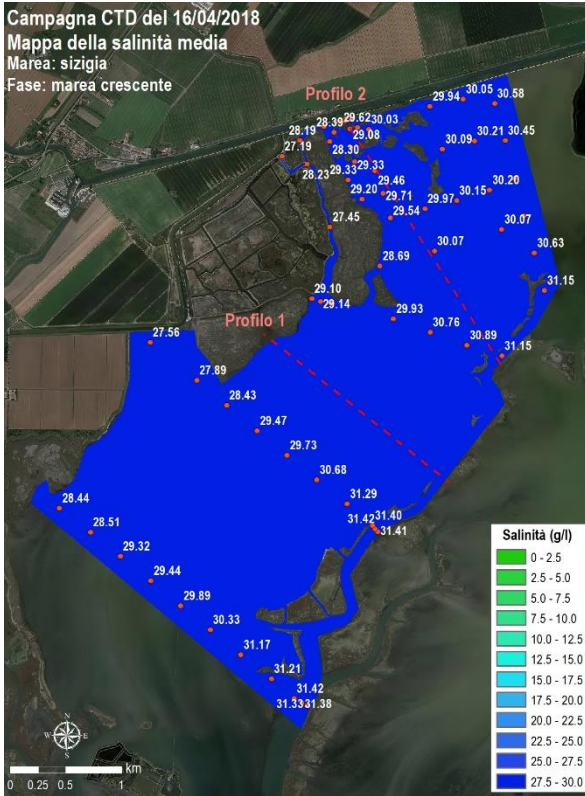 Campagna CTD del 16/04/2018
Mappa della salinità media
Marea: sizigia
Fase: marea crescente
Profilo 2
29.94
30.05
30.58
28.39
29.62
30.03
28.19
29.08
30.21
30.45
27.19
28.30
30.09
28.23
29.33
29.33
29.46
30.20
29.20
29.71
30.15
29.97
29.54
27.45
30.07
30.07
28.69
30.63
31.15
29.10
29.14
Profilo 1
29.93
30.76
27.56
30.89
31.15
27.89
28.43
29.47
29.73
30.68
31.29
28.44
31.42
31.40
28.51
31.41
29.32
29.44
29.89
30.33
31.17
31.21
31.42
31.33
31.38
Salinità (g/l)
0 - 2.5
2.5 - 5.0
5.0 - 7.5
7.5 - 10.0
10.0 - 12.5
12.5 - 15.0
15.0 - 17.5
17.5 - 20.0
20.0 - 22.5
22.5 - 25.0
25.0 - 27.5
27.5 - 30.0
N
W
E
S
km
0 0.25 0.5 1